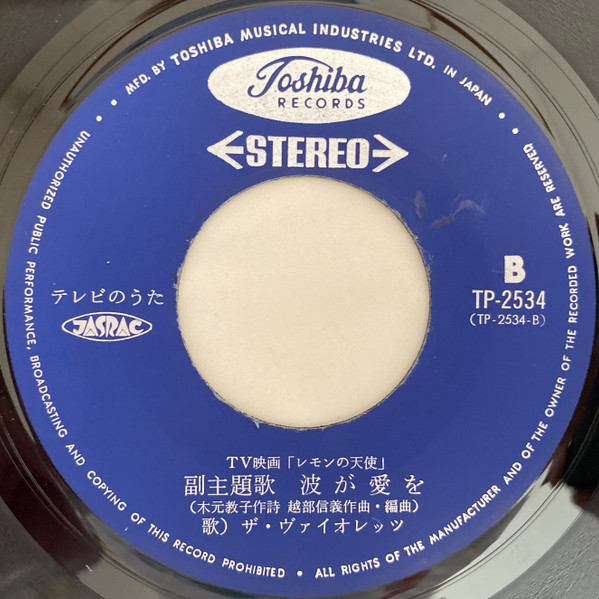 • MFD. BY TOSHIBA MUSICAL INDUSTRIES LTD. IN JAPAN •
Toshiba
RECORDS
STEREO
B
TP-2534
(TP-2534-B)
テレビのうた
JASRAC
TV映画「レモンの天使」
副主題歌 波が愛を
(木元教子作詩 越部信義作曲・編曲)
歌) ザ・ヴァイオレッツ
• UNAUTHORIZED PUBLIC PERFORMANCE, BROADCASTING AND COPYING OF THIS RECORD PROHIBITED • ALL RIGHTS OF THE MANUFACTURER AND OF THE OWNER OF THE RECORDED WORK ARE RESERVED •